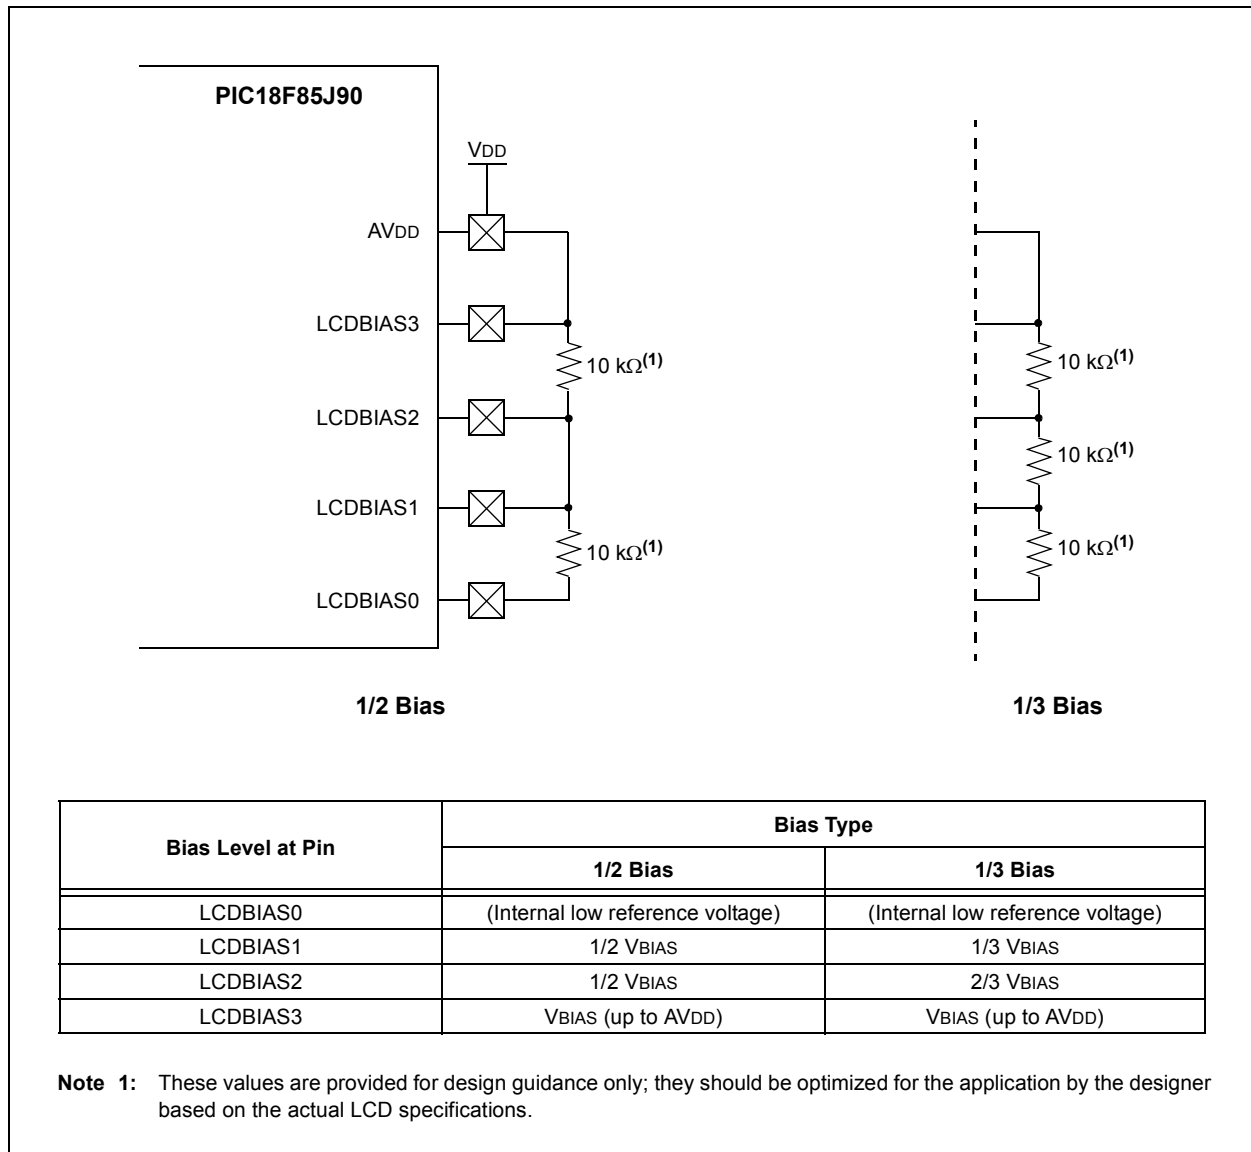 PIC18F85J90
VDD
AVDD
LCDBIAS3
10 kΩ(1)
LCDBIAS2
LCDBIAS1
10 kΩ(1)
LCDBIAS0
1/2 Bias
10 kΩ(1)
10 kΩ(1)
10 kΩ(1)
1/3 Bias
Bias Level at Pin
Bias Type
1/2 Bias
1/3 Bias
LCDBIAS0 (Internal low reference voltage) (Internal low reference voltage)
LCDBIAS1 1/2 VBIAS 1/3 VBIAS
LCDBIAS2 1/2 VBIAS 2/3 VBIAS
LCDBIAS3 VBIAS (up to AVDD) VBIAS (up to AVDD)
Note 1: These values are provided for design guidance only; they should be optimized for the application by the designer
based on the actual LCD specifications.